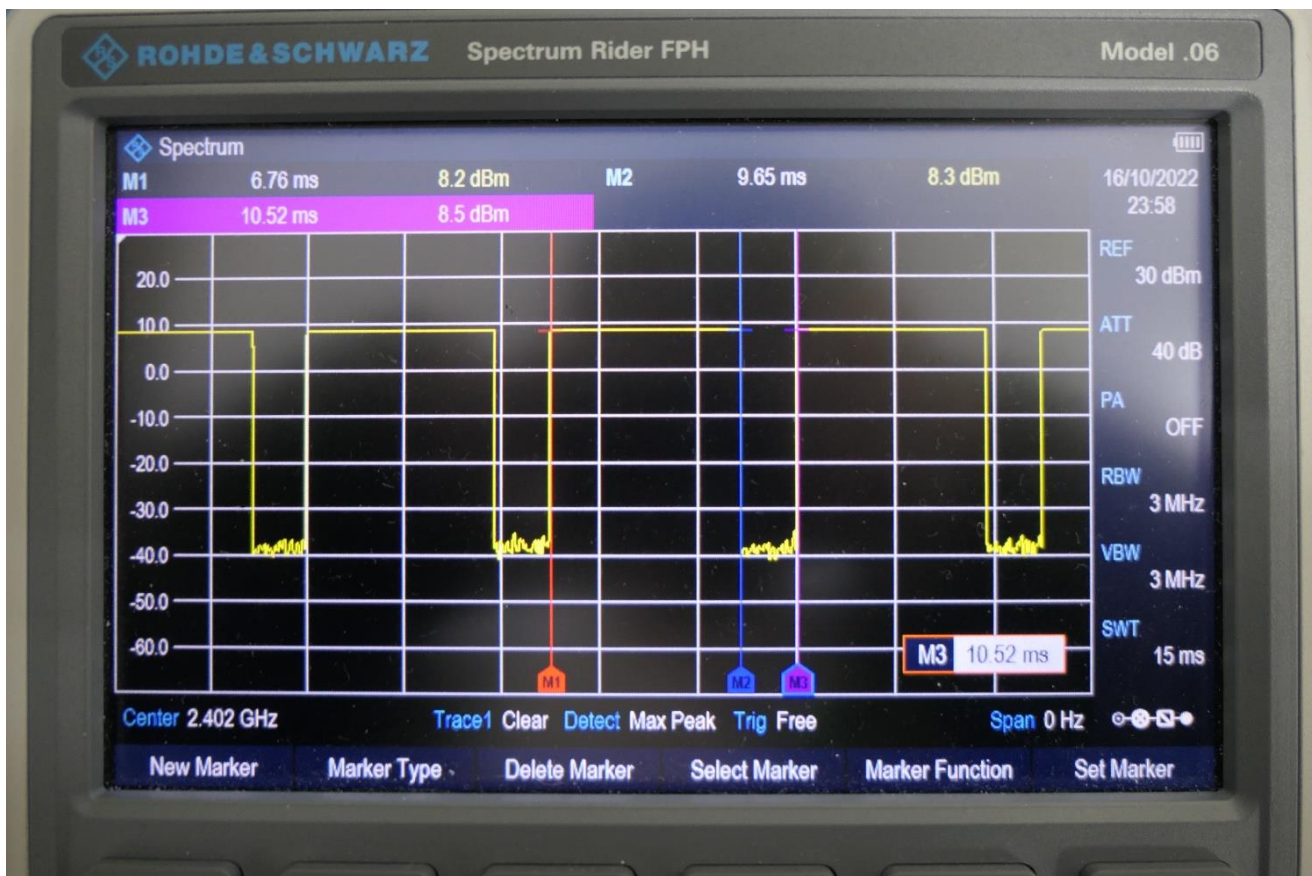 ROHDE&SCHWARZ Spectrum Rider FPH Model .06
Spectrum
M1 6.76 ms 8.2 dBm M2 9.65 ms 8.3 dBm 16/10/2022
M3 10.52 ms 8.5 dBm 23:58
REF
20.0 30 dBm
10.0 ATT
0.0 40 dB
-10.0 PA
OFF
-20.0 RBW
-30.0 3 MHz
-40.0 VBW
3 MHz
-50.0 SWT
-60.0 M3 10.52 ms 15 ms
M1 M2 M3
Center 2.402 GHz Trace1 Clear Detect Max Peak Trig Free Span 0 Hz
New Marker Marker Type Delete Marker Select Marker Marker Function Set Marker